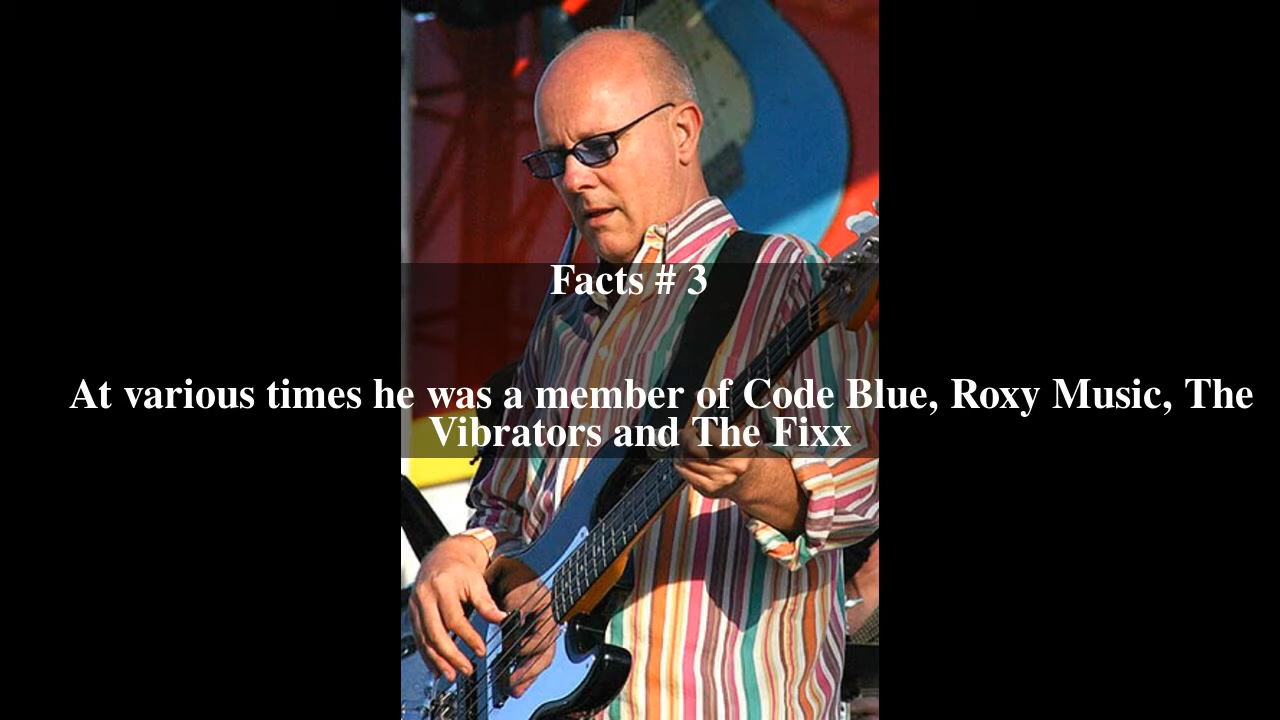 Facts # 3
At various times he was a member of Code Blue, Roxy Music, The
Vibrators and The Fixx